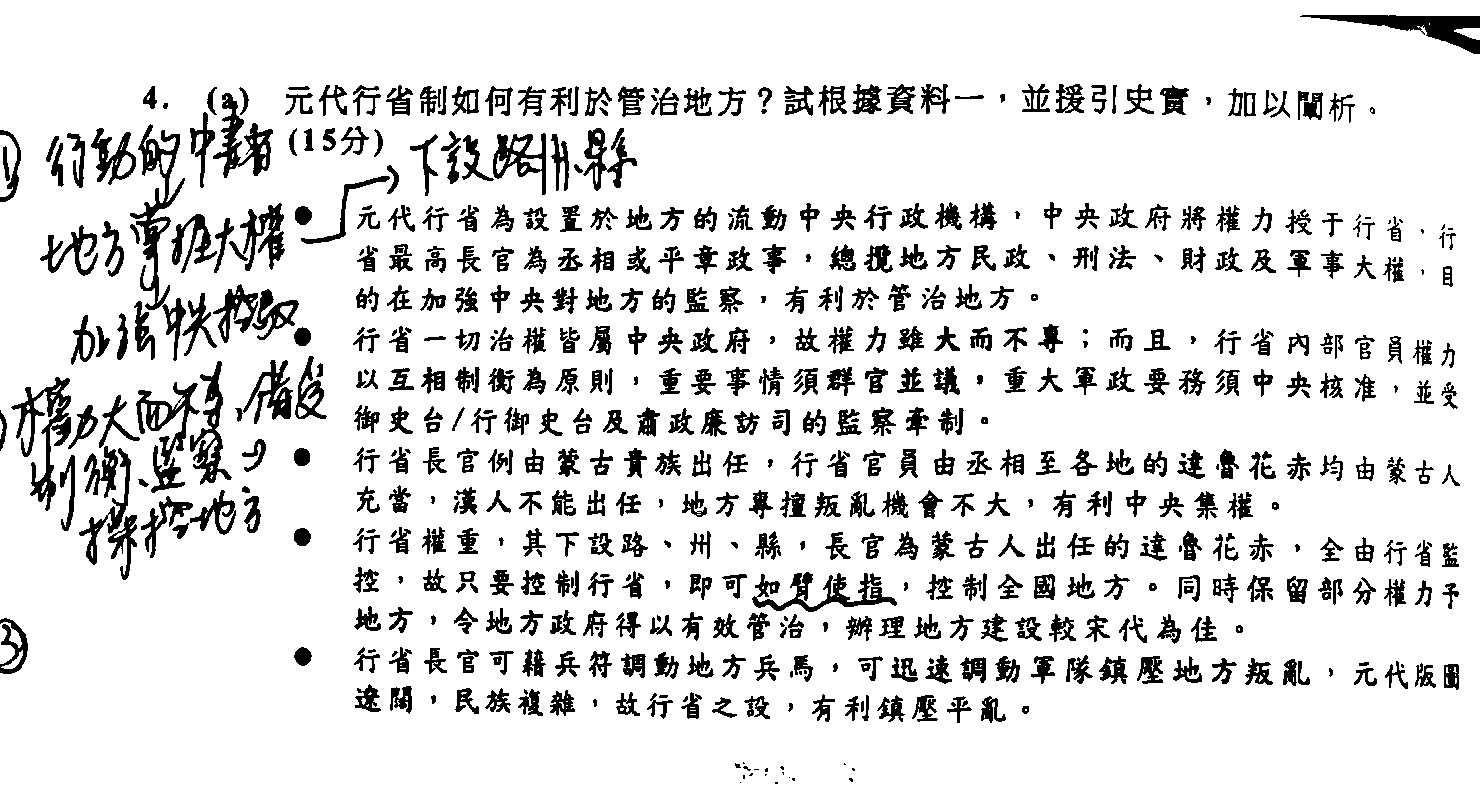 4. (a) 元代行省制如何有利於管治地方？試根據資料一，並援引史實，加以闡析。
(15分)
下設路州、縣
① 行動的中書省
地方掌握大權
加強中央控馭
權力大而不專、備受
制衡、監察→
操控地方
③
● 元代行省為設置於地方的流動中央行政機構，中央政府將權力授于行省，行
省最高長官為丞相或平章政事，總攬地方民政、刑法、財政及軍事大權，目
的在加強中央對地方的監察，有利於管治地方。
● 行省一切治權皆屬中央政府，故權力雖大而不專；而且，行省內部官員權力
以互相制衡為原則，重要事情須群官並議，重大軍政要務須中央核准，並受
御史台/行御史台及肅政廉訪司的監察牽制。
● 行省長官例由蒙古貴族出任，行省官員由丞相至各地的達魯花赤均由蒙古人
充當，漢人不能出任，地方專擅叛亂機會不大，有利中央集權。
● 行省權重，其下設路、州、縣，長官為蒙古人出任的達魯花赤，全由行省監
控，故只要控制行省，即可如臂使指，控制全國地方。同時保留部分權力予
地方，令地方政府得以有效管治，辦理地方建設較宋代為佳。
● 行省長官可藉兵符調動地方兵馬，可迅速調動軍隊鎮壓地方叛亂，元代版圖
遼闊，民族複雜，故行省之設，有利鎮壓平亂。